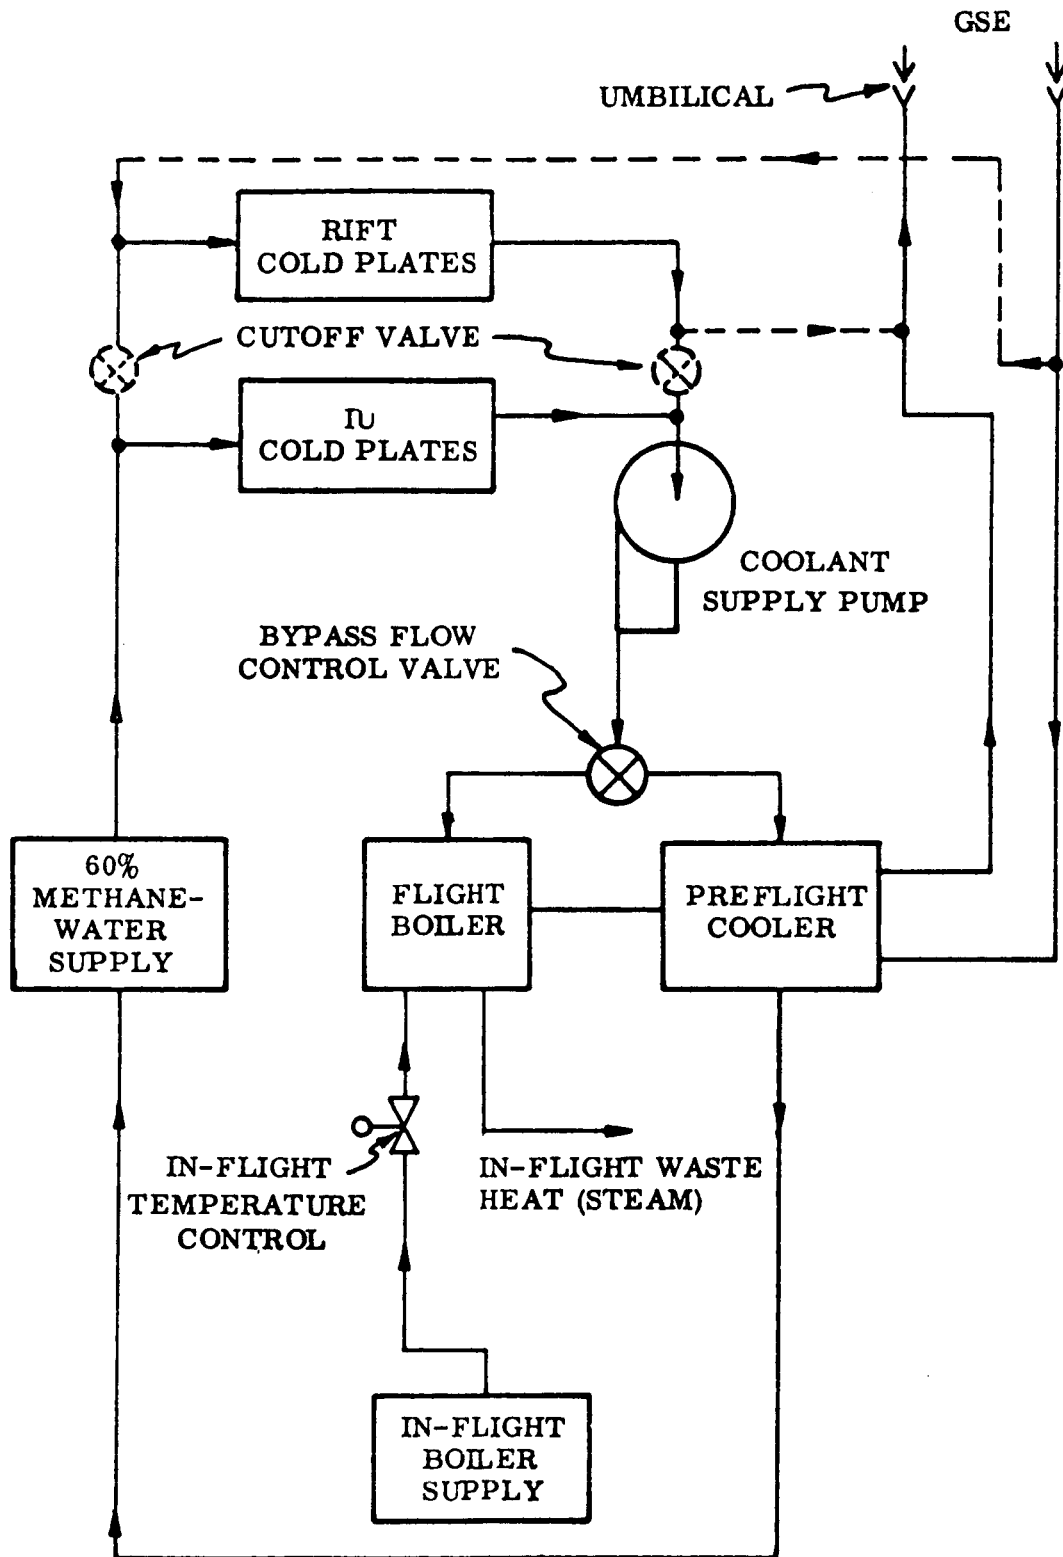 GSE
UMBILICAL
RIFT
COLD PLATES
CUTOFF VALVE
IU
COLD PLATES
COOLANT
SUPPLY PUMP
BYPASS FLOW
CONTROL VALVE
60%
METHANE-
WATER
SUPPLY
FLIGHT
BOILER
PREFLIGHT
COOLER
IN-FLIGHT
TEMPERATURE
CONTROL
IN-FLIGHT WASTE
HEAT (STEAM)
IN-FLIGHT
BOILER
SUPPLY